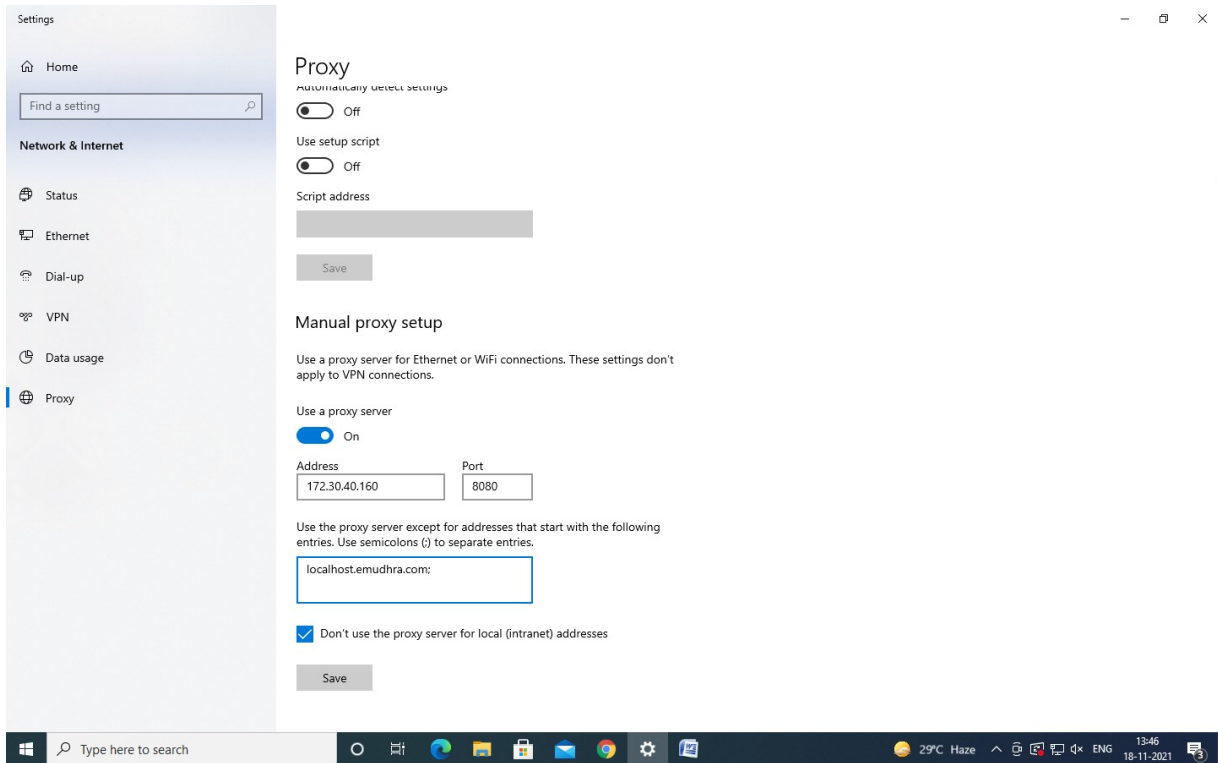 Settings
Home
Find a setting
Network & Internet
Status
Ethernet
Dial-up
VPN
Data usage
Proxy
Proxy
Automatically detect settings
Off
Use setup script
Off
Script address
Save
Manual proxy setup
Use a proxy server for Ethernet or WiFi connections. These settings don't
apply to VPN connections.
Use a proxy server
On
Address Port
172.30.40.160 8080
Use the proxy server except for addresses that start with the following
entries. Use semicolons (;) to separate entries.
localhost.emudhra.com;
Don't use the proxy server for local (intranet) addresses
Save
Type here to search
29°C Haze
ENG
13:46
18-11-2021
3